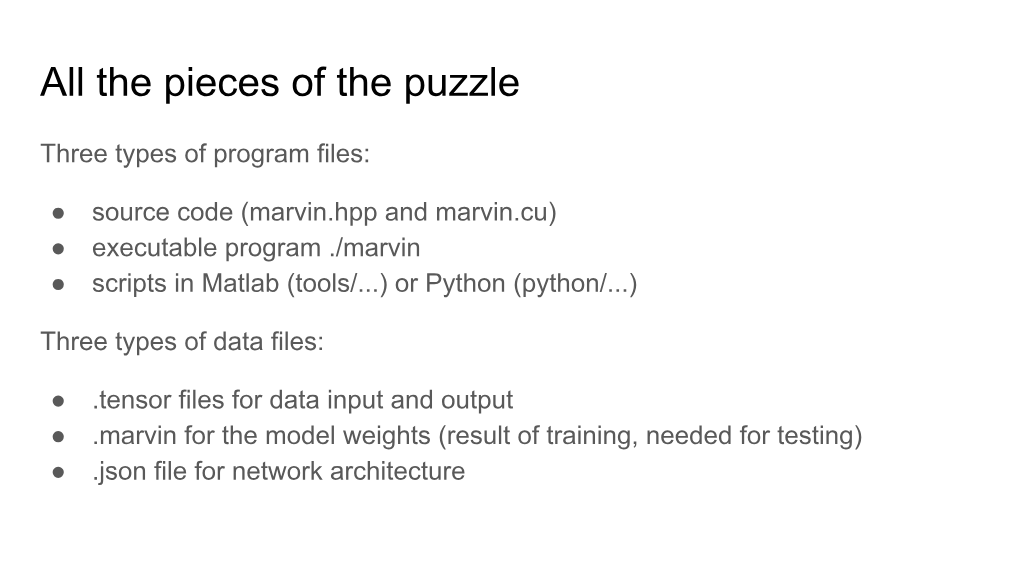 All the pieces of the puzzle
Three types of program files:
● source code (marvin.hpp and marvin.cu)
● executable program ./marvin
● scripts in Matlab (tools/...) or Python (python/...)
Three types of data files:
● .tensor files for data input and output
● .marvin for the model weights (result of training, needed for testing)
● .json file for network architecture